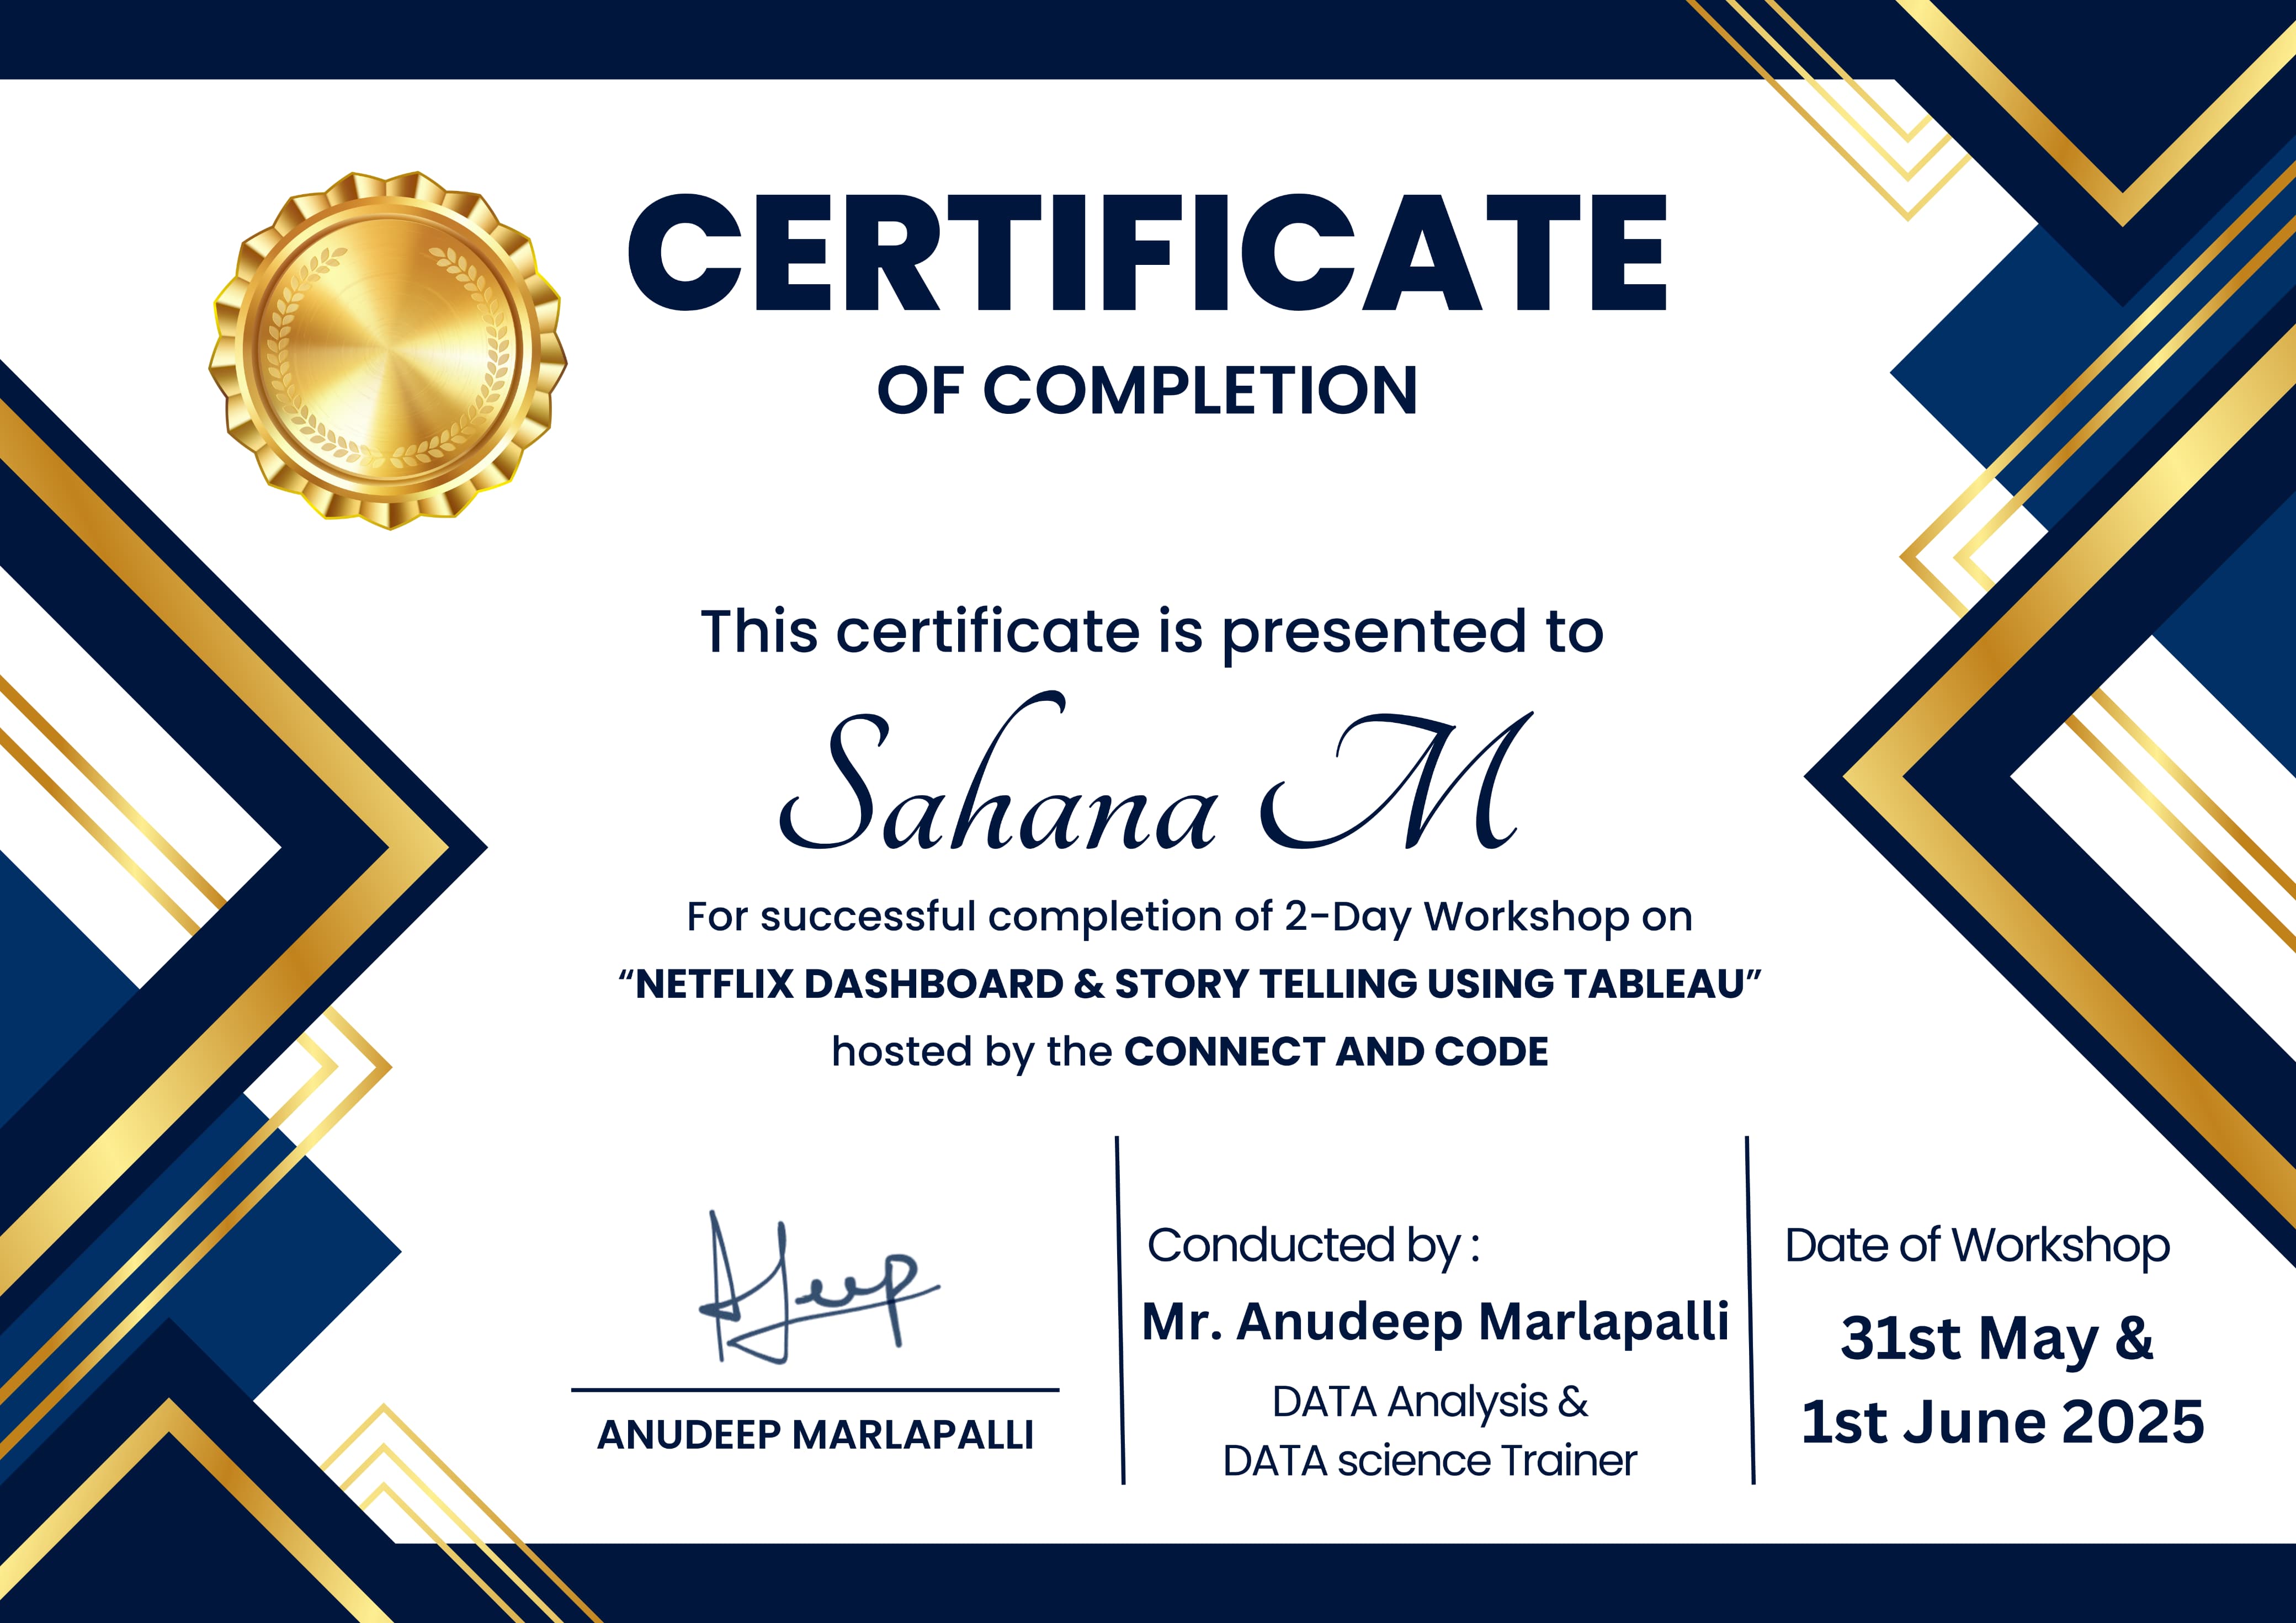 CERTIFICATE
OF COMPLETION
This certificate is presented to
Sahana M
For successful completion of 2-Day Workshop on
“NETFLIX DASHBOARD & STORY TELLING USING TABLEAU”
hosted by the CONNECT AND CODE
ANUDEEP MARLAPALLI
Conducted by :
Mr. Anudeep Marlapalli
DATA Analysis &
DATA science Trainer
Date of Workshop
31st May &
1st June 2025